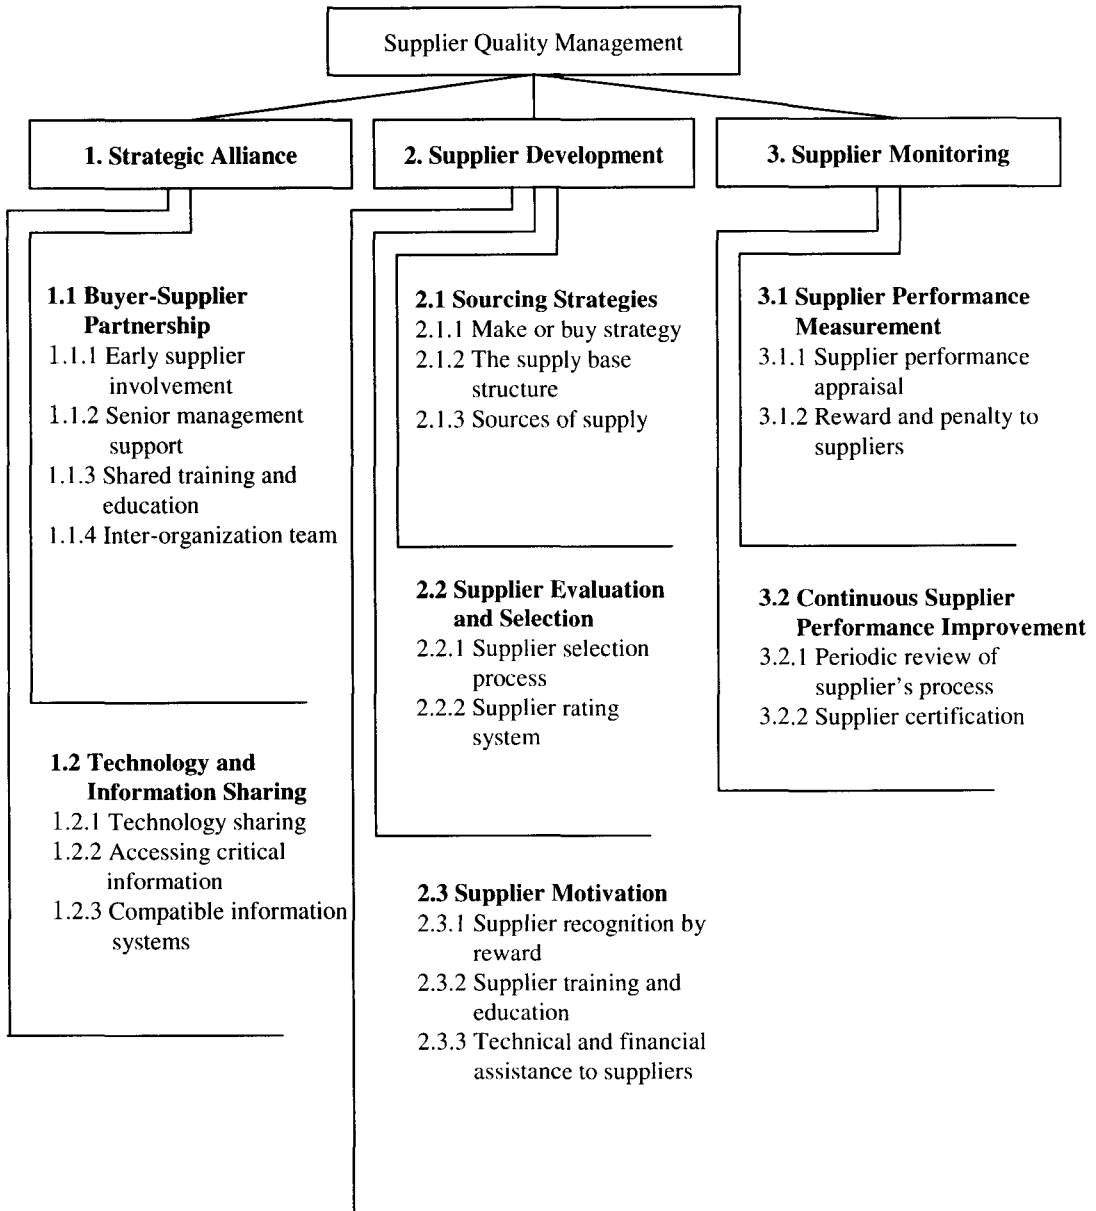 Supplier Quality Management
1. Strategic Alliance
2. Supplier Development
3. Supplier Monitoring
1.1 Buyer-Supplier
Partnership
1.1.1 Early supplier
involvement
1.1.2 Senior management
support
1.1.3 Shared training and
education
1.1.4 Inter-organization team
1.2 Technology and
Information Sharing
1.2.1 Technology sharing
1.2.2 Accessing critical
information
1.2.3 Compatible information
systems
2.1 Sourcing Strategies
2.1.1 Make or buy strategy
2.1.2 The supply base
structure
2.1.3 Sources of supply
2.2 Supplier Evaluation
and Selection
2.2.1 Supplier selection
process
2.2.2 Supplier rating
system
2.3 Supplier Motivation
2.3.1 Supplier recognition by
reward
2.3.2 Supplier training and
education
2.3.3 Technical and financial
assistance to suppliers
3.1 Supplier Performance
Measurement
3.1.1 Supplier performance
appraisal
3.1.2 Reward and penalty to
suppliers
3.2 Continuous Supplier
Performance Improvement
3.2.1 Periodic review of
supplier's process
3.2.2 Supplier certification